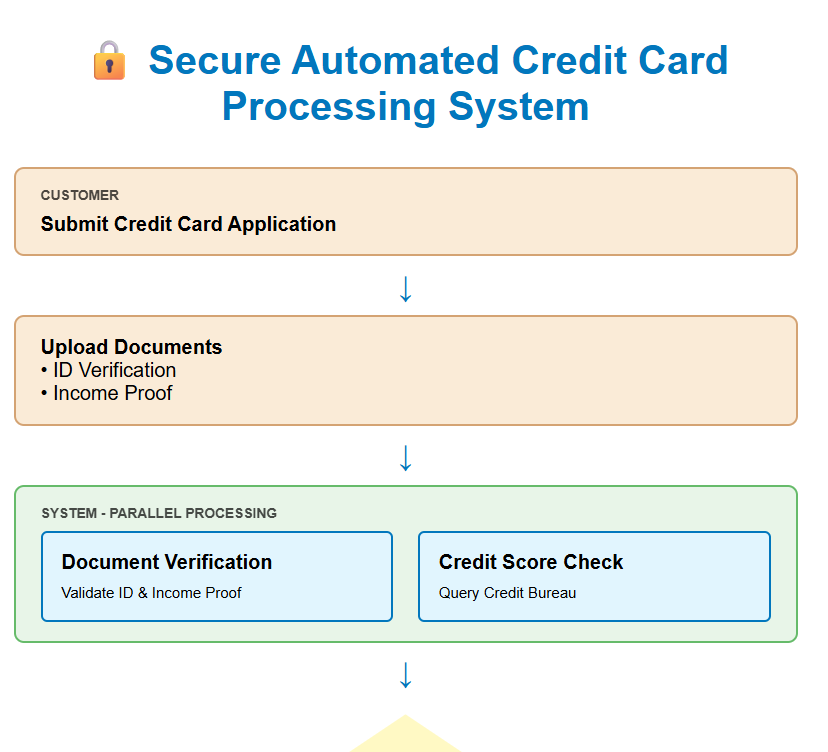 Secure Automated Credit Card
Processing System
CUSTOMER
Submit Credit Card Application
Upload Documents
• ID Verification
• Income Proof
SYSTEM - PARALLEL PROCESSING
Document Verification
Validate ID & Income Proof
Credit Score Check
Query Credit Bureau